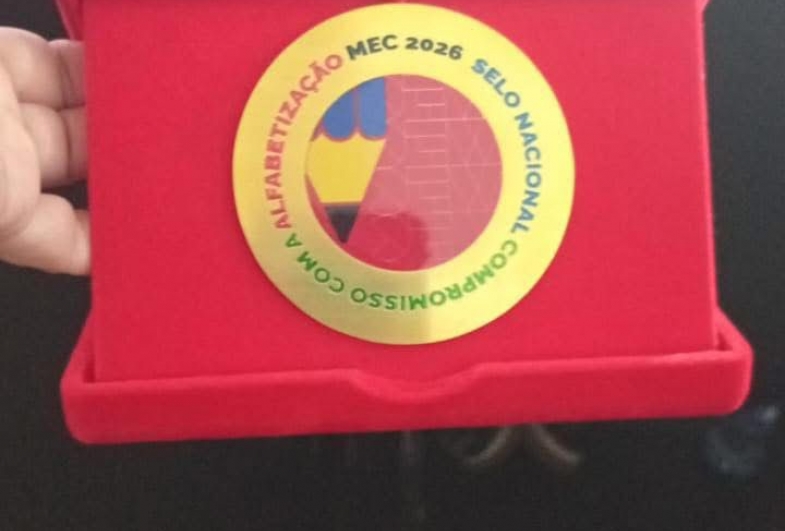 MEC 2026
SELO NACIONAL
COMPROMISSO COM A
ALFABETIZAÇÃO